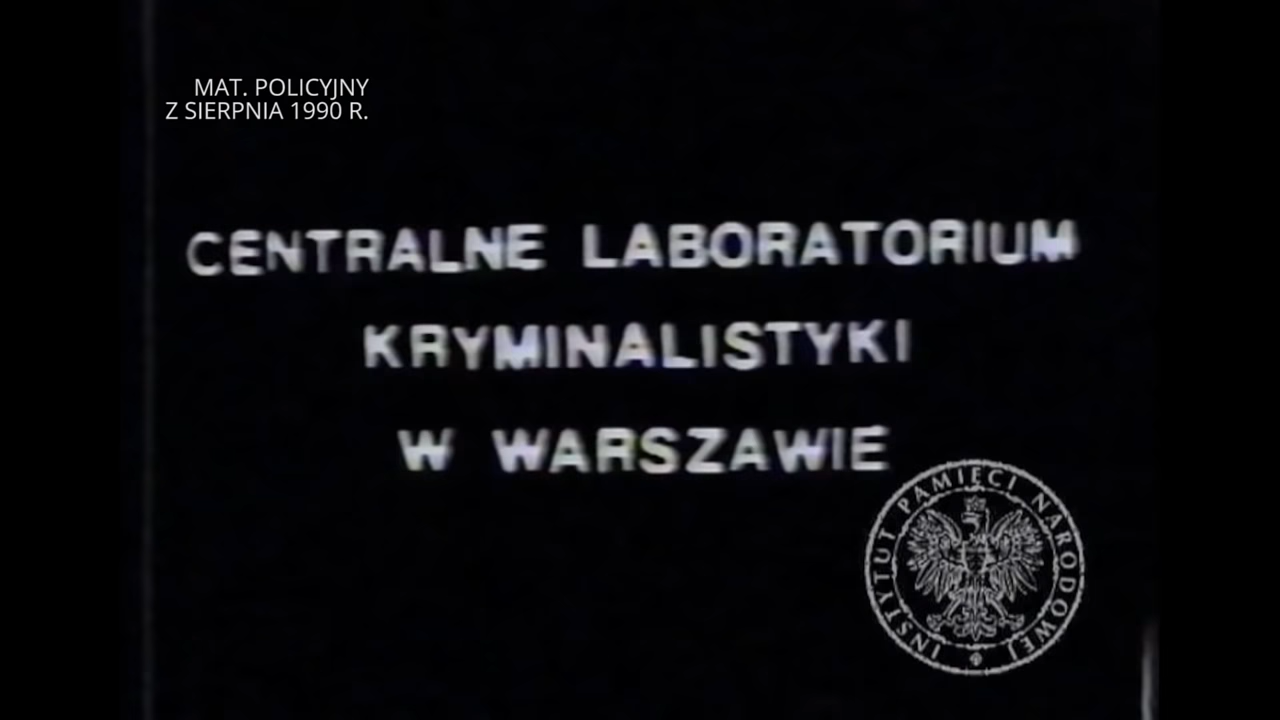 MAT. POLICYJNY
Z SIERPNIA 1990 R.
CENTRALNE LABORATORIUM
KRYMINALISTYKI
W WARSZAWIE
INSTYTUT PAMIĘCI NARODOWEJ